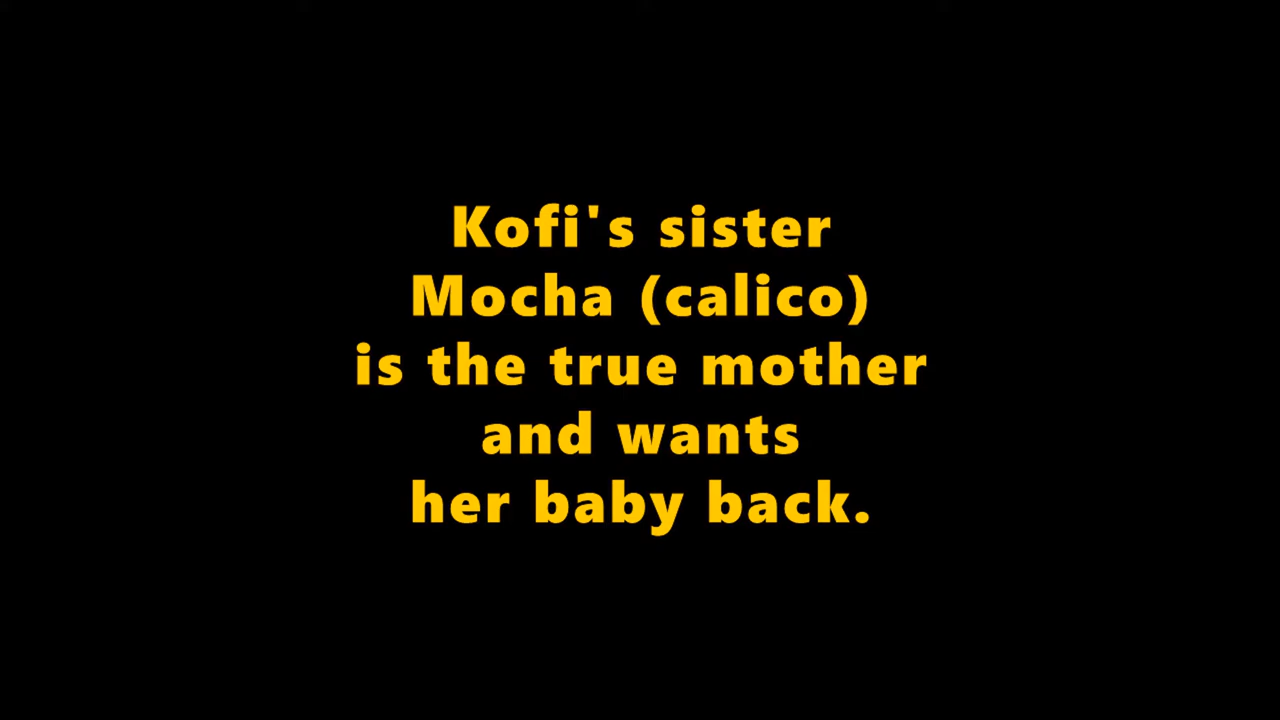 Kofi's sister
Mocha (calico)
is the true mother
and wants
her baby back.